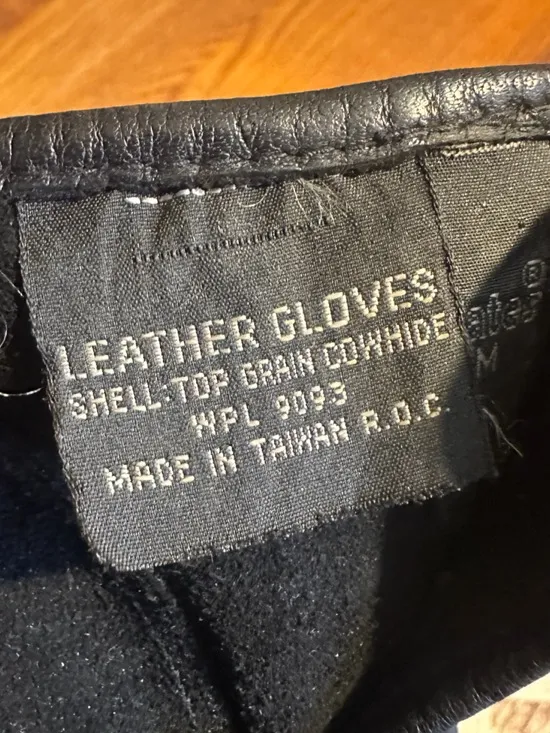 LEATHER GLOVES
SHELL:TOP GRAIN COWHIDE
WPL 9093
MADE IN TAIWAN R.O.C.
®
M